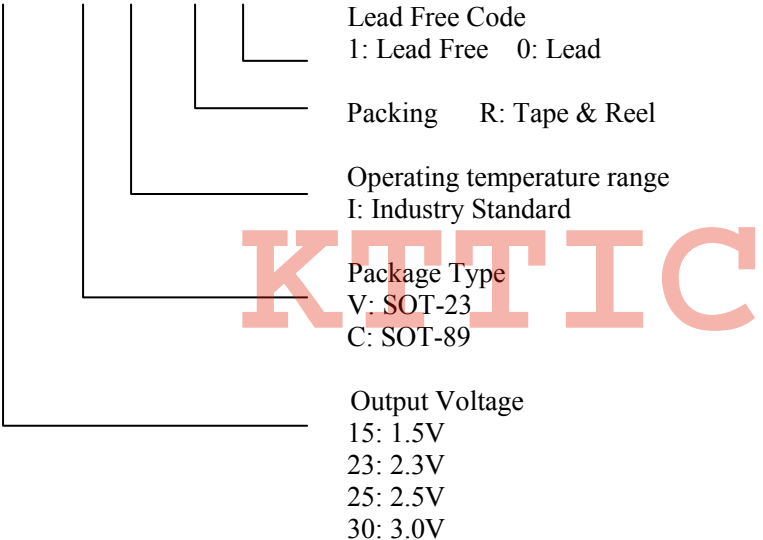 Lead Free Code
1: Lead Free 0: Lead
Packing R: Tape & Reel
Operating temperature range
I: Industry Standard
KTTIC
Package Type
V: SOT-23
C: SOT-89
Output Voltage
15: 1.5V
23: 2.3V
25: 2.5V
30: 3.0V